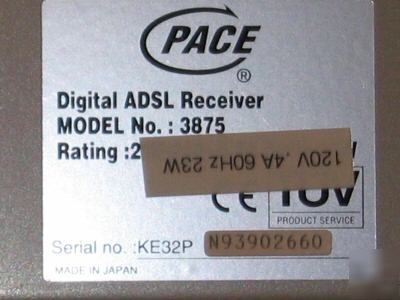 PACE
®
Digital ADSL Receiver
MODEL No. : 3875
Rating :2
120V .4A 60Hz 23W
CE TUV
PRODUCT SERVICE
Serial no. :KE32P N93902660
MADE IN JAPAN